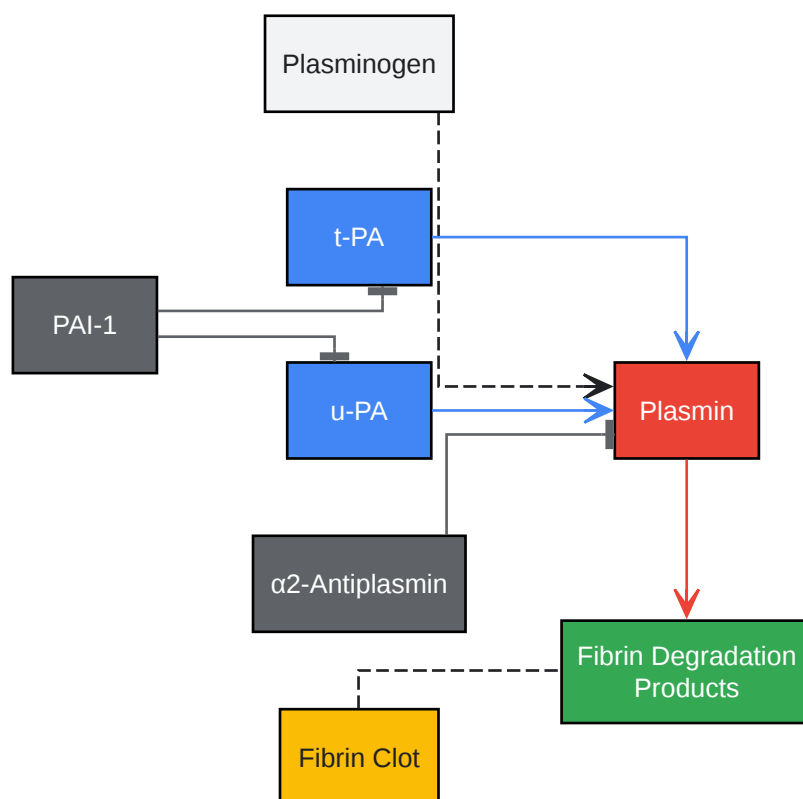 Plasminogen
t-PA
PAI-1
u-PA
Plasmin
α2-Antiplasmin
Fibrin Degradation
Products
Fibrin Clot